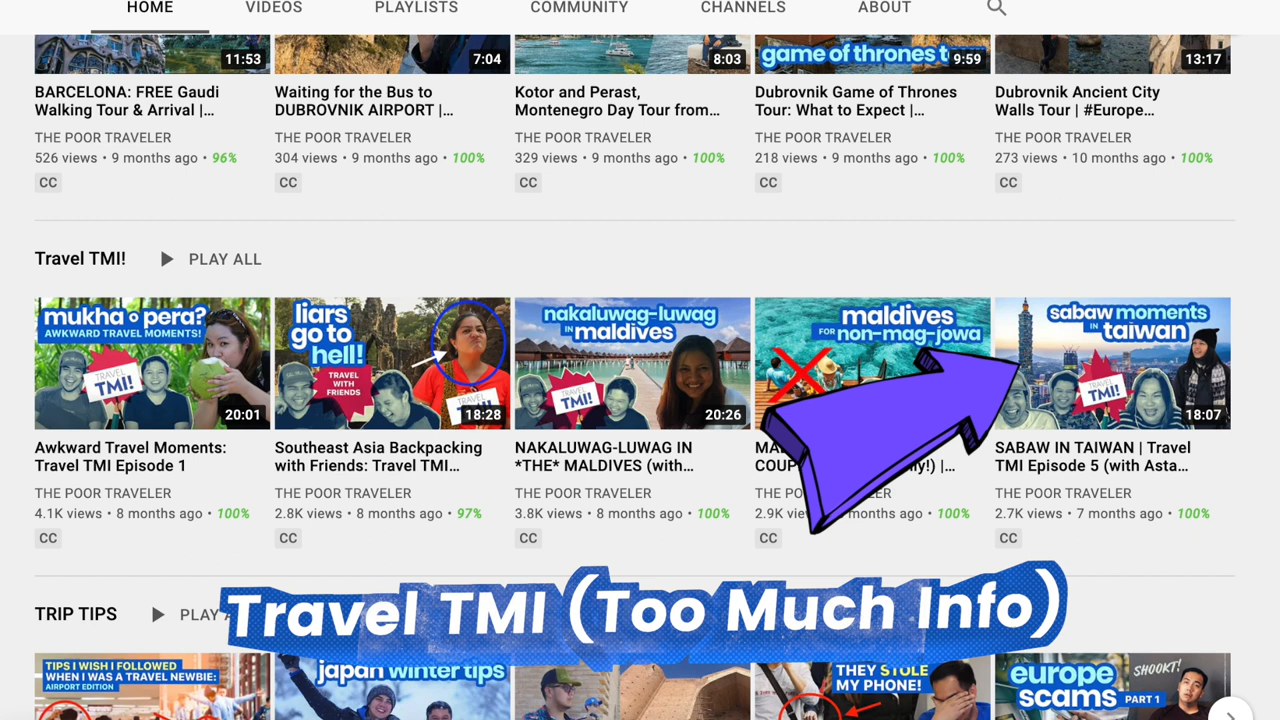 HOME VIDEOS PLAYLISTS COMMUNITY CHANNELS ABOUT
11:53
7:04
8:03
game of thrones t
9:59
13:17
BARCELONA: FREE Gaudi
Walking Tour & Arrival |...
THE POOR TRAVELER
526 views • 9 months ago • 96%
CC
Waiting for the Bus to
DUBROVNIK AIRPORT |...
THE POOR TRAVELER
304 views • 9 months ago • 100%
CC
Kotor and Perast,
Montenegro Day Tour from...
THE POOR TRAVELER
329 views • 9 months ago • 100%
CC
Dubrovnik Game of Thrones
Tour: What to Expect |...
THE POOR TRAVELER
218 views • 9 months ago • 100%
CC
Dubrovnik Ancient City
Walls Tour | #Europe...
THE POOR TRAVELER
273 views • 10 months ago • 100%
CC
Travel TMI! PLAY ALL
mukha o pera?
AWKWARD TRAVEL MOMENTS!
TRAVEL
TMI!
20:01
Awkward Travel Moments:
Travel TMI Episode 1
THE POOR TRAVELER
4.1K views • 8 months ago • 100%
CC
liars
go to
hell!
TRAVEL
WITH
FRIENDS
18:28
Southeast Asia Backpacking
with Friends: Travel TMI...
THE POOR TRAVELER
2.8K views • 8 months ago • 97%
CC
nakaluwag-luwag
IN maldives
TRAVEL
TMI!
20:26
NAKALUWAG-LUWAG IN
*THE* MALDIVES (with...
THE POOR TRAVELER
3.8K views • 8 months ago • 100%
CC
maldives
FOR non-mag-jowa
COUP ly!) |...
THE PO ER
2.9K months ago • 100%
CC
sabaw moments
IN taiwan
TRAVEL
TMI!
18:07
SABAW IN TAIWAN | Travel
TMI Episode 5 (with Asta...
THE POOR TRAVELER
2.7K views • 7 months ago • 100%
CC
Travel TMI (Too Much Info)
TRIP TIPS PLAY
TIPS I WISH I FOLLOWED
WHEN I WAS A TRAVEL NEWBIE:
AIRPORT EDITION
japan winter tips
THEY STOLE
MY PHONE!
europe
scams PART 1
SHOOKT!